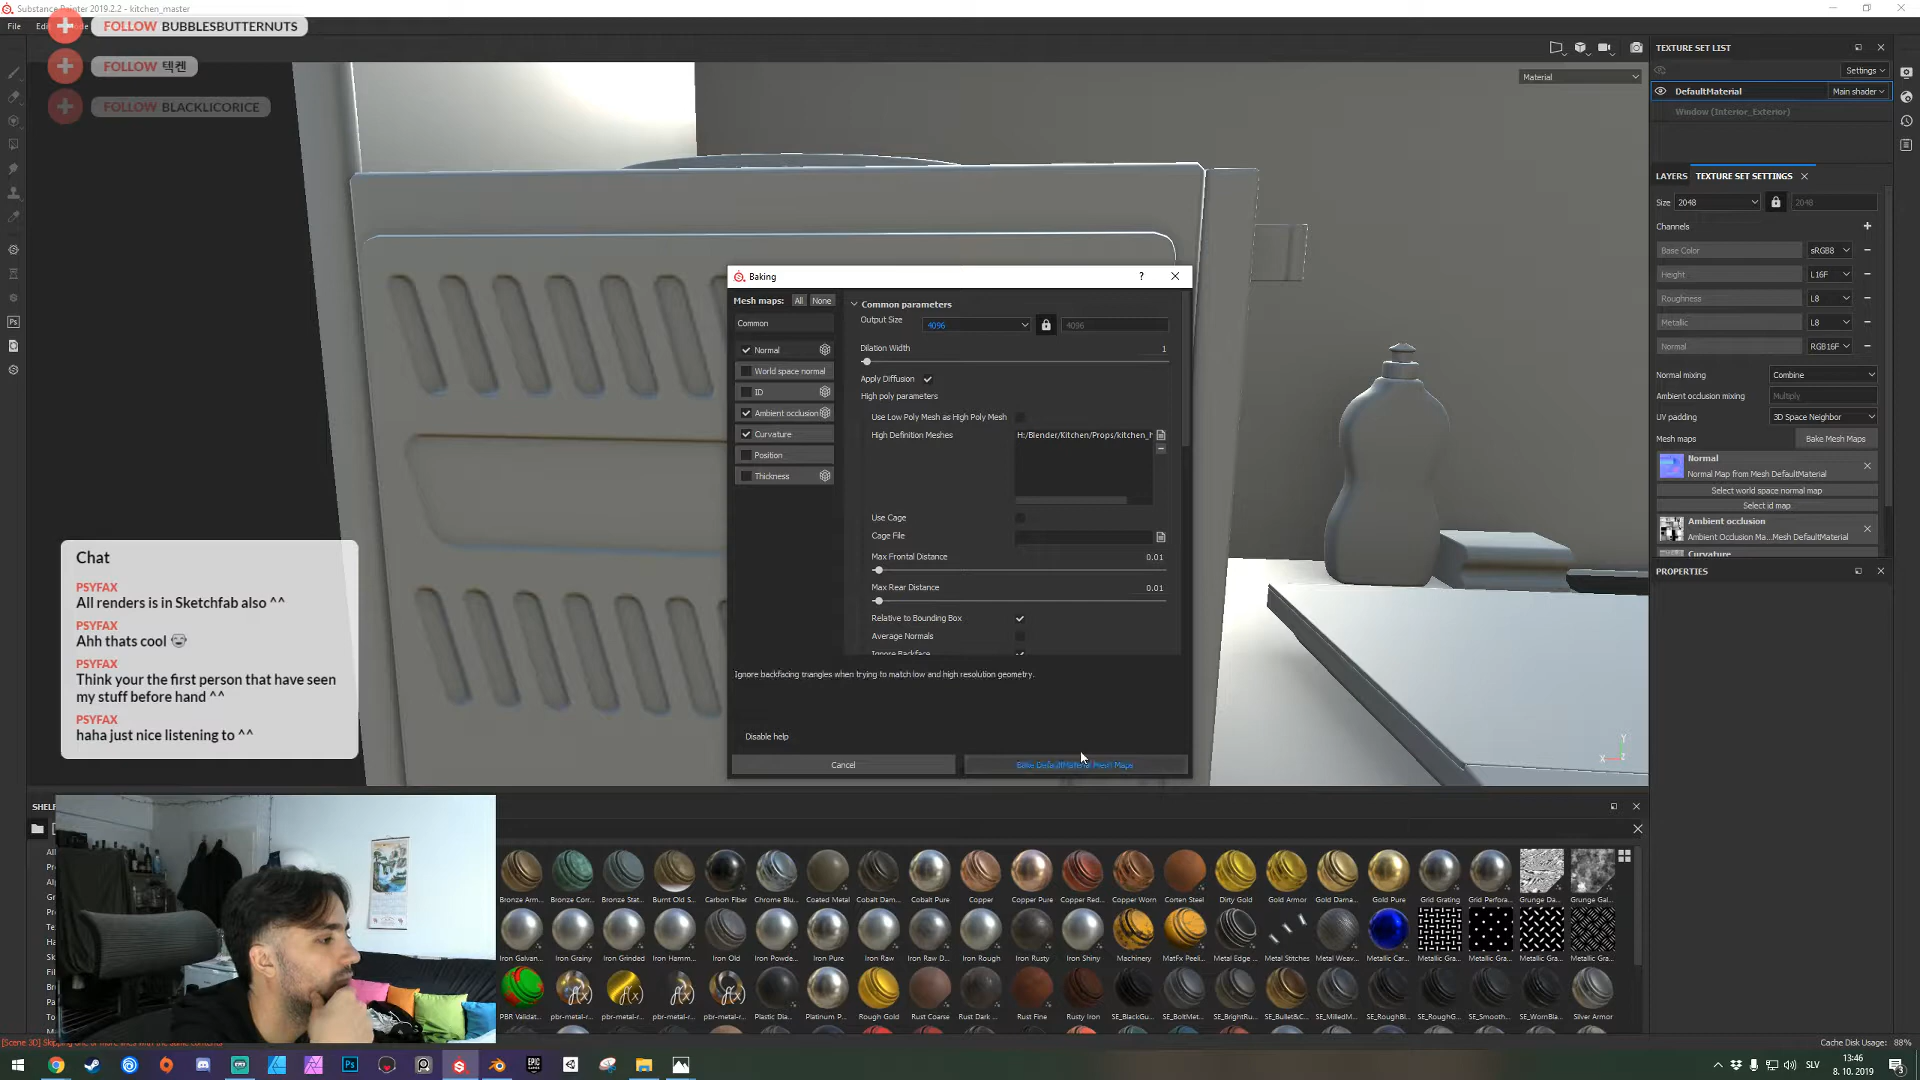 Substance Painter 2019.2.2 - kitchen_master
File
FOLLOW BUBBLESBUTTERNUTS
FOLLOW 텍켄
FOLLOW BLACKLICORICE
Material
TEXTURE SET LIST
Settings
DefaultMaterial
Main shader
Window (Interior_Exterior)
LAYERS
TEXTURE SET SETTINGS
Size
2048
2048
Channels
Base Color
sRGB8
Height
L16F
Roughness
L8
Metallic
L8
Normal
RGB16F
Normal mixing
Combine
Ambient occlusion mixing
Multiply
UV padding
3D Space Neighbor
Mesh maps
Bake Mesh Maps
Normal
Normal Map from Mesh DefaultMaterial
Select world space normal map
Select id map
Ambient occlusion
Ambient Occlusion Ma...Mesh DefaultMaterial
Curvature
PROPERTIES
Baking
?
Mesh maps:
All
None
Common
Normal
World space normal
ID
Ambient occlusion
Curvature
Position
Thickness
Common parameters
Output Size
4096
4096
Dilation Width
1
Apply Diffusion
High poly parameters
Use Low Poly Mesh as High Poly Mesh
High Definition Meshes
H:/Blender/Kitchen/Props/kitchen_h
Use Cage
Cage File
Max Frontal Distance
0.01
Max Rear Distance
0.01
Relative to Bounding Box
Average Normals
Ignore Backface
Ignore backfacing triangles when trying to match low and high resolution geometry.
Disable help
Cancel
Bake DefaultMaterial Mesh Maps
Chat
PSYFAX
All renders is in Sketchfab also ^^
PSYFAX
Ahh thats cool
PSYFAX
Think your the first person that have seen
my stuff before hand ^^
PSYFAX
haha just nice listening to ^^
Y
X
Z
SHELF
Bronze Arm...
Bronze Corr...
Bronze Stat...
Burnt Old S...
Carbon Fiber
Chrome Blu...
Coated Metal
Cobalt Dam...
Cobalt Pure
Copper
Copper Pure
Copper Red...
Copper Worn
Corten Steel
Dirty Gold
Gold Armor
Gold Dama...
Gold Pure
Grid Grating
Grid Perfora...
Grunge Da...
Grunge Gal...
Iron Galvan...
Iron Grainy
Iron Grinded
Iron Hamm...
Iron Old
Iron Powde...
Iron Pure
Iron Raw
Iron Raw D...
Iron Rough
Iron Rusty
Iron Shiny
Machinery
MatFx Peeli...
Metal Edge ...
Metal Stitches
Metal Weav...
Metallic Car...
Metallic Gra...
Metallic Gra...
Metallic Gra...
Metallic Gra...
PBR Validat...
pbr-metal-r...
pbr-metal-r...
pbr-metal-r...
pbr-metal-r...
Plastic Dia...
Platinum P...
Rough Gold
Rust Coarse
Rust Dark ...
Rust Fine
Rusty Iron
SE_BlackGu...
SE_BoltMet...
SE_BrightRu...
SE_Bullet&C...
SE_MilledM...
SE_RoughBl...
SE_RoughG...
SE_Smooth...
SE_WornBla...
Silver Armor
Cache Disk Usage: 88%
SLV
13:46
8. 10. 2019